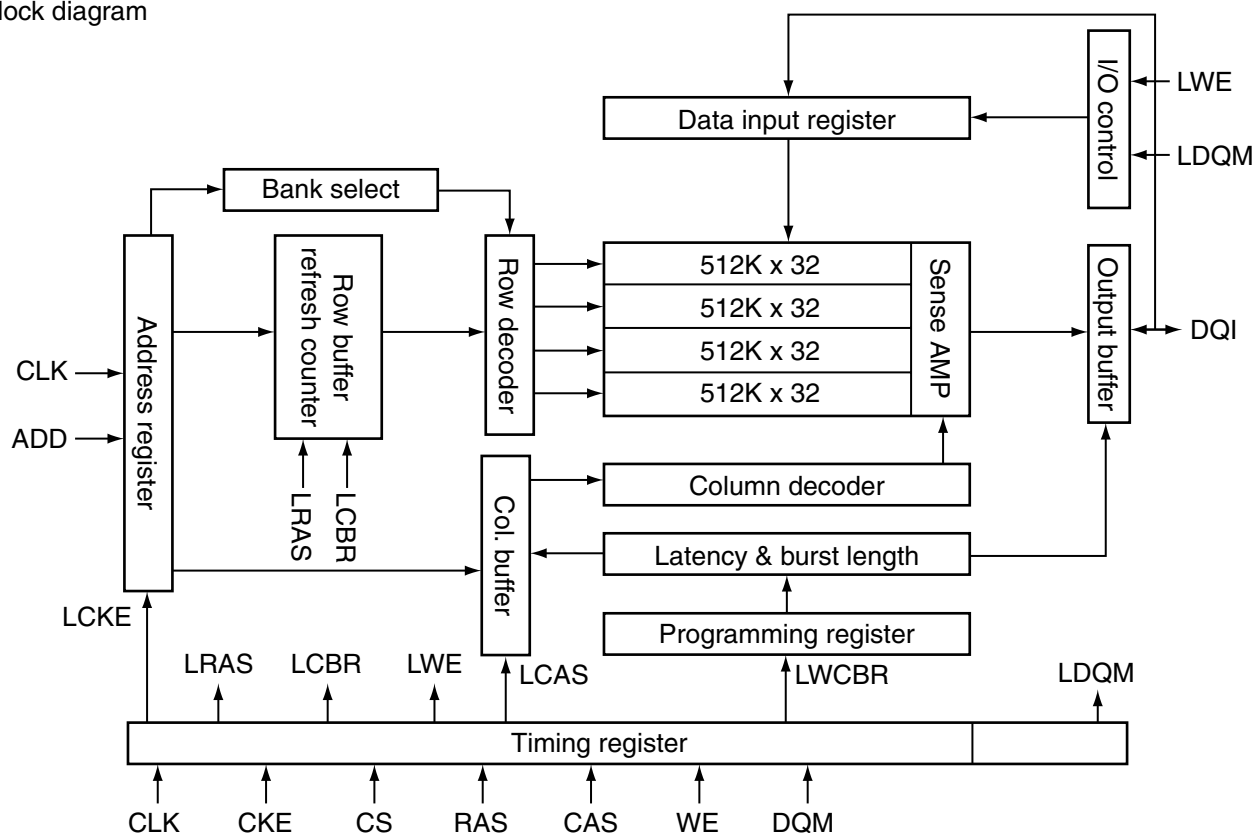 lock diagram
I/O control
LWE
LDQM
Data input register
Bank select
Address register
Row buffer
refresh counter
Row decoder
512K x 32
512K x 32
512K x 32
512K x 32
Sense AMP
Output buffer
DQI
CLK
ADD
LRAS
LCBR
Col. buffer
Column decoder
Latency & burst length
Programming register
LCKE
LRAS
LCBR
LWE
LCAS
LWCBR
LDQM
Timing register
CLK
CKE
CS
RAS
CAS
WE
DQM